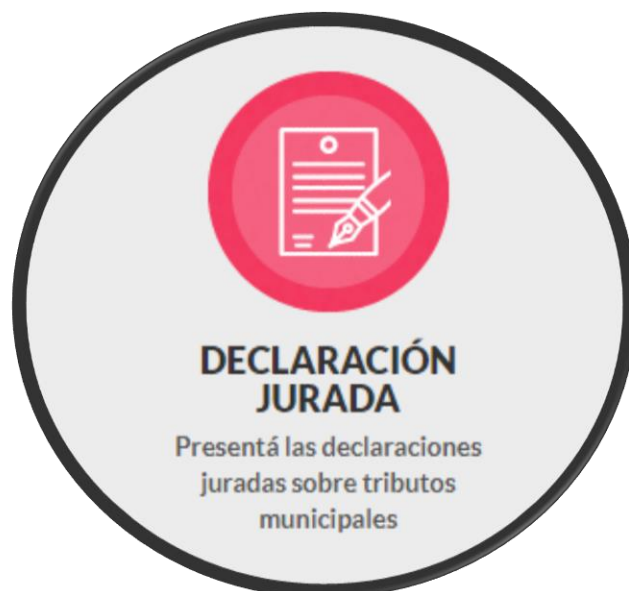 DECLARACIÓN
JURADA
Presentá las declaraciones
juradas sobre tributos
municipales